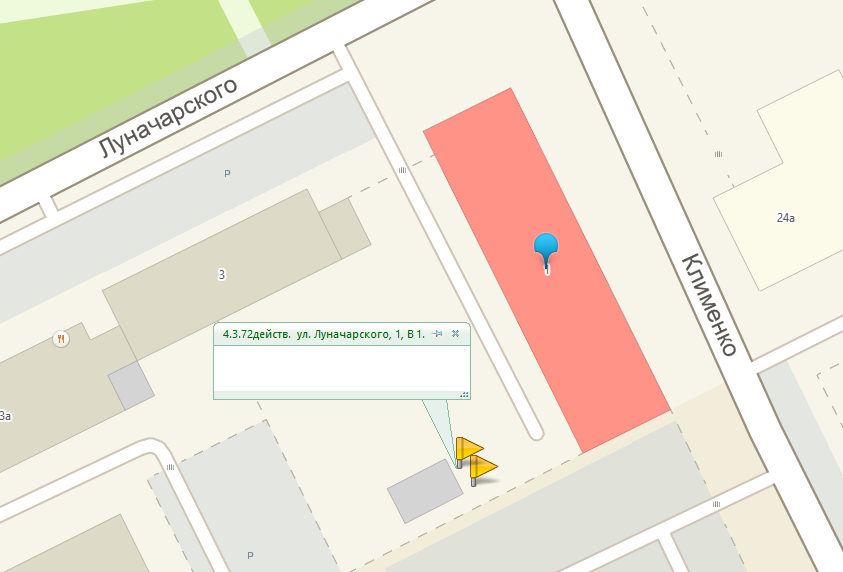 Луначарского
P
24а
3
Клименко
4.3.72действ. ул. Луначарского, 1, В 1.
3а
P